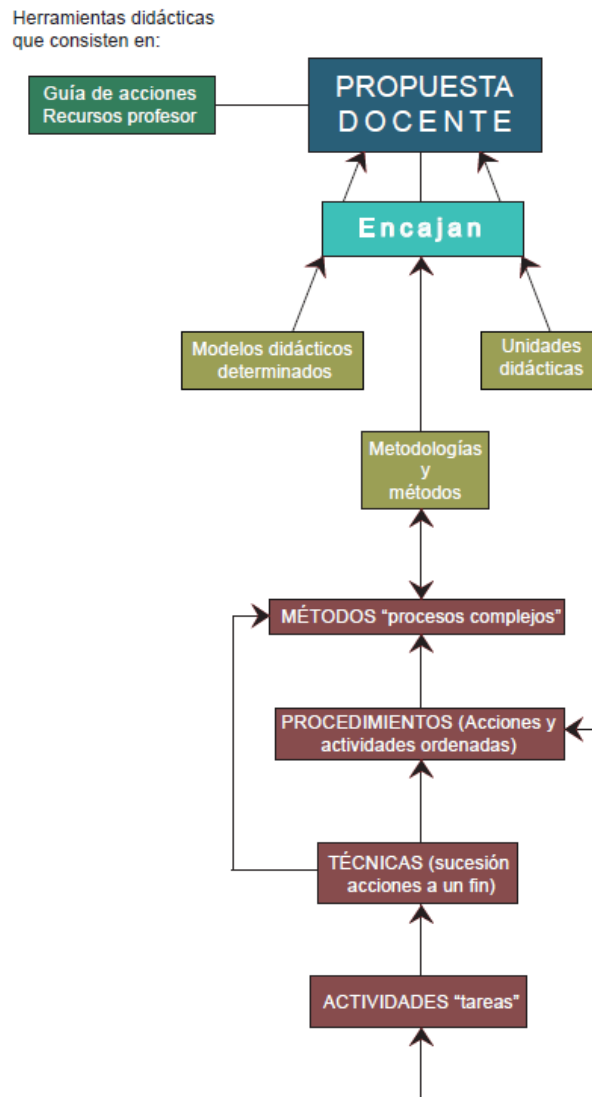 Herramientas didácticas
que consisten en:
Guía de acciones
Recursos profesor
PROPUESTA
DOCENTE
Encajan
Modelos didácticos
determinados
Unidades
didácticas
Metodologías
y
métodos
MÉTODOS “procesos complejos”
PROCEDIMIENTOS (Acciones y
actividades ordenadas)
TÉCNICAS (sucesión
acciones a un fin)
ACTIVIDADES “tareas”